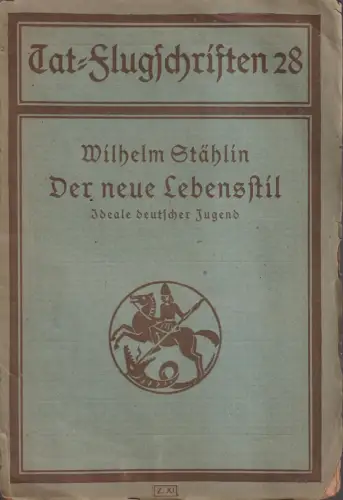 Tat-Flugschriften 28
Wilhelm Stählin
Der neue Lebensstil
Ideale deutscher Jugend